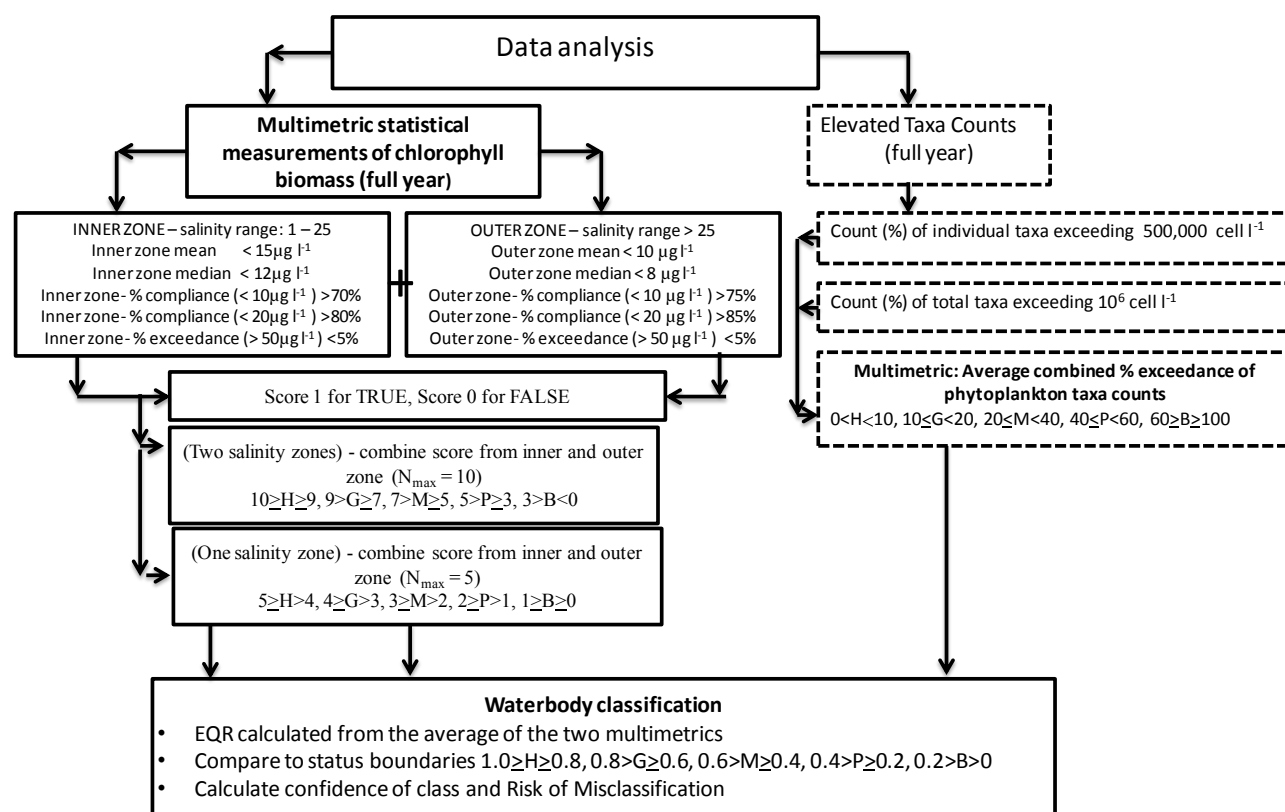 Data analysis
Multimetric statistical
measurements of chlorophyll
biomass (full year)
Elevated Taxa Counts
(full year)
INNER ZONE – salinity range: 1 – 25
Inner zone mean < 15µg l⁻¹
Inner zone median < 12µg l⁻¹
Inner zone- % compliance (< 10µg l⁻¹) >70%
Inner zone- % compliance (< 20µg l⁻¹) >80%
Inner zone- % exceedance (> 50µg l⁻¹) <5%
+
OUTER ZONE – salinity range > 25
Outer zone mean < 10 µg l⁻¹
Outer zone median < 8 µg l⁻¹
Outer zone- % compliance (< 10 µg l⁻¹) >75%
Outer zone- % compliance (< 20 µg l⁻¹) >85%
Outer zone- % exceedance (> 50 µg l⁻¹) <5%
Count (%) of individual taxa exceeding 500,000 cell l⁻¹
Count (%) of total taxa exceeding 10⁶ cell l⁻¹
Multimetric: Average combined % exceedance of
phytoplankton taxa counts
0<H<10, 10≤G<20, 20≤M<40, 40≤P<60, 60≥B≥100
Score 1 for TRUE, Score 0 for FALSE
(Two salinity zones) - combine score from inner and outer
zone (Nmax = 10)
10≥H≥9, 9>G≥7, 7>M≥5, 5>P≥3, 3>B<0
(One salinity zone) - combine score from inner and outer
zone (Nmax = 5)
5≥H>4, 4≥G>3, 3≥M>2, 2≥P>1, 1≥B≥0
Waterbody classification
• EQR calculated from the average of the two multimetrics
• Compare to status boundaries 1.0≥H≥0.8, 0.8>G≥0.6, 0.6>M≥0.4, 0.4>P≥0.2, 0.2>B>0
• Calculate confidence of class and Risk of Misclassification